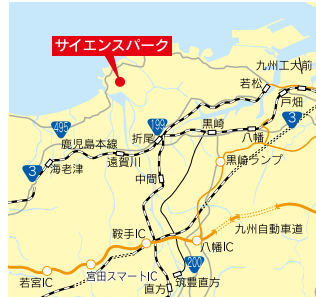 サイエンスパーク
九州工大前
若松
戸畑
199
495
3
折尾
黒崎
八幡
3
鹿児島本線
遠賀川
海老津
3
中間
黒崎ランプ
九州自動車道
鞍手IC
八幡IC
200
宮田スマートIC
若宮IC
直方
筑豊直方